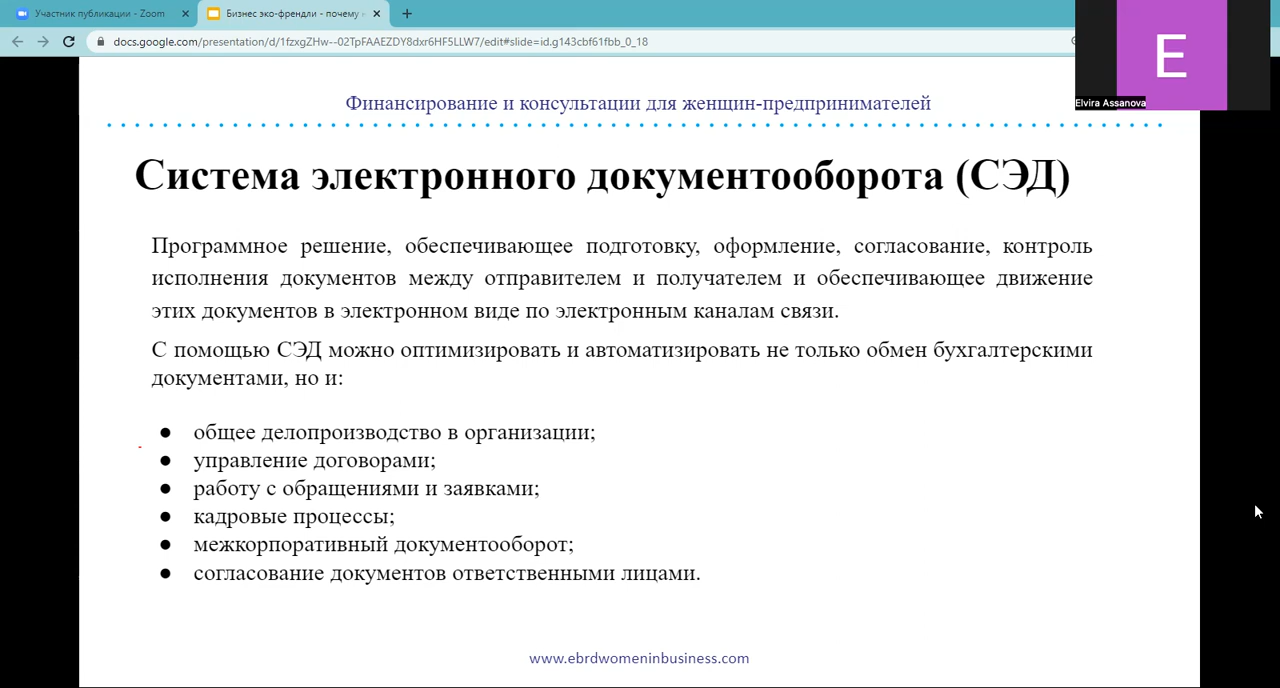 Участник публикации - Zoom
Бизнес эко-френдли - почему
docs.google.com/presentation/d/1fzxgZHw--02TpFAAEZDY8dxr6HF5LLW7/edit#slide=id.g143cbf61fbb_0_18
E
Elvira Assanova
Финансирование и консультации для женщин-предпринимателей
Система электронного документооборота (СЭД)
Программное решение, обеспечивающее подготовку, оформление, согласование, контроль
исполнения документов между отправителем и получателем и обеспечивающее движение
этих документов в электронном виде по электронным каналам связи.
С помощью СЭД можно оптимизировать и автоматизировать не только обмен бухгалтерскими
документами, но и:
● общее делопроизводство в организации;
● управление договорами;
● работу с обращениями и заявками;
● кадровые процессы;
● межкорпоративный документооборот;
● согласование документов ответственными лицами.
www.ebrdwomeninbusiness.com